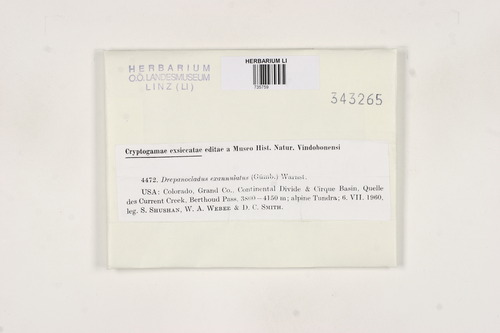 HERBARIUM
O.Ö. LANDESMUSEUM
LINZ (LI)
HERBARIUM LI
735759
343265
Cryptogamae exsiccatae editae a Museo Hist. Natur. Vindobonensi
4472. Drepanocladus exannulatus (Gümb.) Warnst.
USA: Colorado, Grand Co., Continental Divide & Cirque Basin, Quelle
des Current Creek, Berthoud Pass, 3800—4150 m; alpine Tundra; 6. VII. 1960,
leg. S. Shushan, W. A. Weber & D. C. Smith.